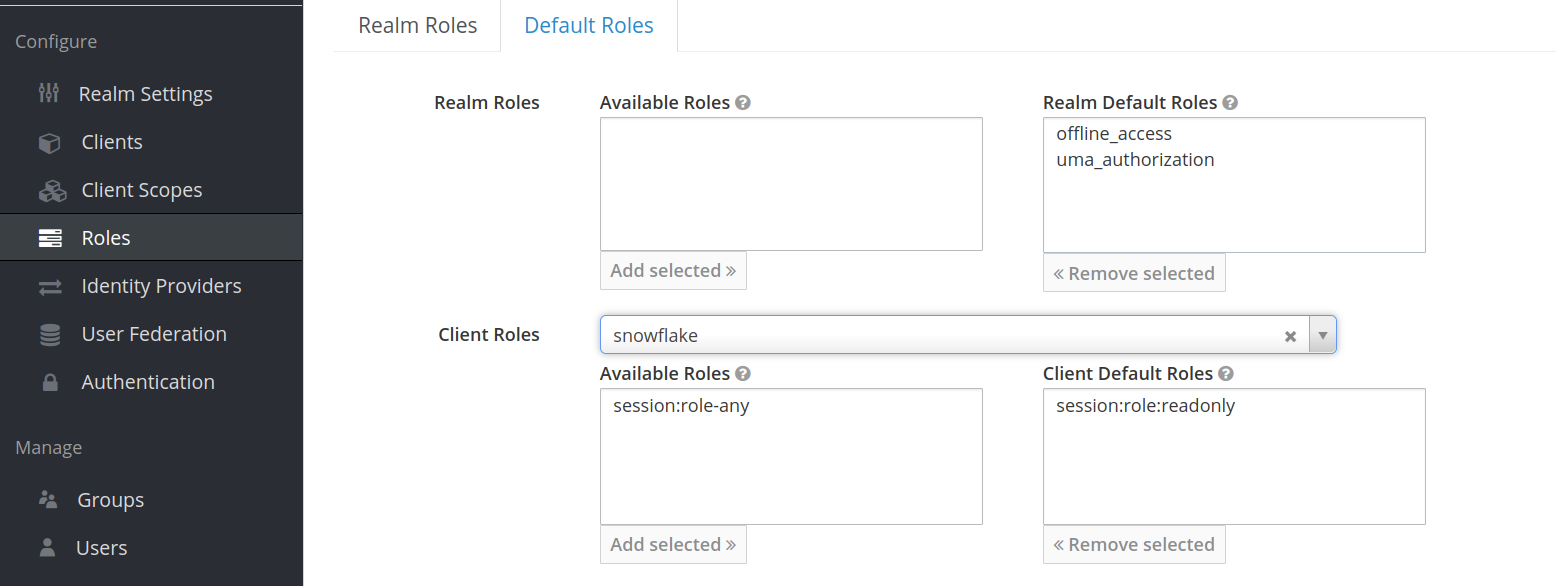 Configure
Realm Settings
Clients
Client Scopes
Roles
Identity Providers
User Federation
Authentication
Manage
Groups
Users
Realm Roles
Default Roles
Realm Roles
Available Roles
Add selected »
Realm Default Roles
offline_access
uma_authorization
« Remove selected
Client Roles
snowflake
Available Roles
session:role-any
Add selected »
Client Default Roles
session:role:readonly
« Remove selected